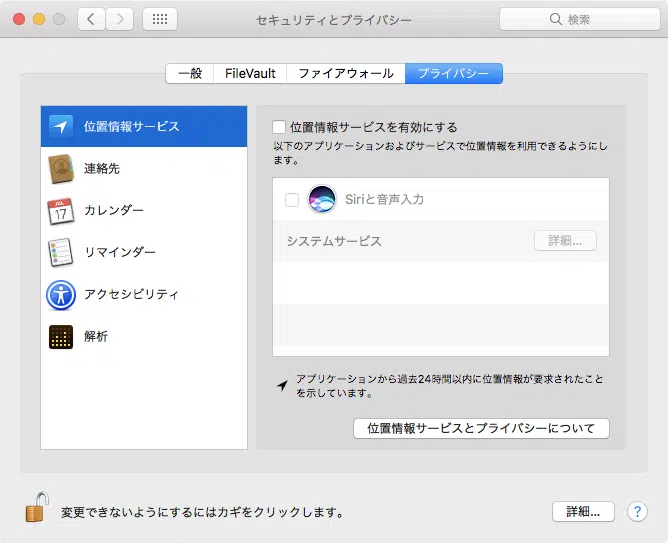 セキュリティとプライバシー
検索
一般
FileVault
ファイアウォール
プライバシー
位置情報サービス
連絡先
JUL
17
カレンダー
リマインダー
アクセシビリティ
解析
位置情報サービスを有効にする
以下のアプリケーションおよびサービスで位置情報を利用できるようにし
ます。
Siriと音声入力
システムサービス
詳細...
アプリケーションから過去24時間以内に位置情報が要求されたこと
を示しています。
位置情報サービスとプライバシーについて
変更できないようにするにはカギをクリックします。
詳細...
?